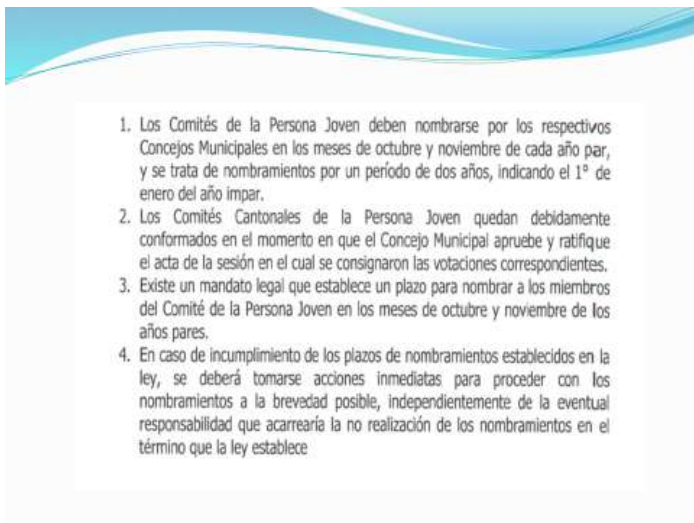 1. Los Comités de la Persona Joven deben nombrarse por los respectivos
Concejos Municipales en los meses de octubre y noviembre de cada año par,
y se trata de nombramientos por un período de dos años, indicando el 1° de
enero del año impar.
2. Los Comités Cantonales de la Persona Joven quedan debidamente
conformados en el momento en que el Concejo Municipal apruebe y ratifique
el acta de la sesión en el cual se consignaron las votaciones correspondientes.
3. Existe un mandato legal que establece un plazo para nombrar a los miembros
del Comité de la Persona Joven en los meses de octubre y noviembre de los
años pares.
4. En caso de incumplimiento de los plazos de nombramientos establecidos en la
ley, se deberá tomarse acciones inmediatas para proceder con los
nombramientos a la brevedad posible, independientemente de la eventual
responsabilidad que acarrearía la no realización de los nombramientos en el
término que la ley establece